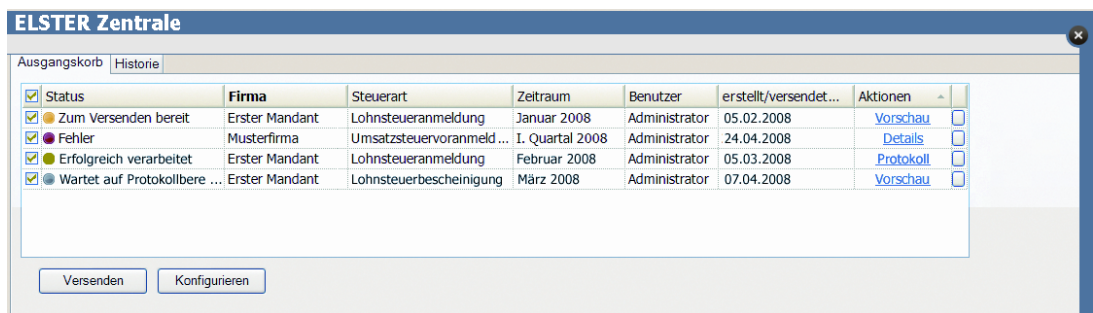 ELSTER Zentrale
Ausgangskorb Historie
Status Firma Steuerart Zeitraum Benutzer erstellt/versendet... Aktionen
Zum Versenden bereit Erster Mandant Lohnsteueranmeldung Januar 2008 Administrator 05.02.2008 Vorschau
Fehler Musterfirma Umsatzsteuervoranmeld... I. Quartal 2008 Administrator 24.04.2008 Details
Erfolgreich verarbeitet Erster Mandant Lohnsteueranmeldung Februar 2008 Administrator 05.03.2008 Protokoll
Wartet auf Protokollbere ... Erster Mandant Lohnsteuerbescheinigung März 2008 Administrator 07.04.2008 Vorschau
Versenden Konfigurieren